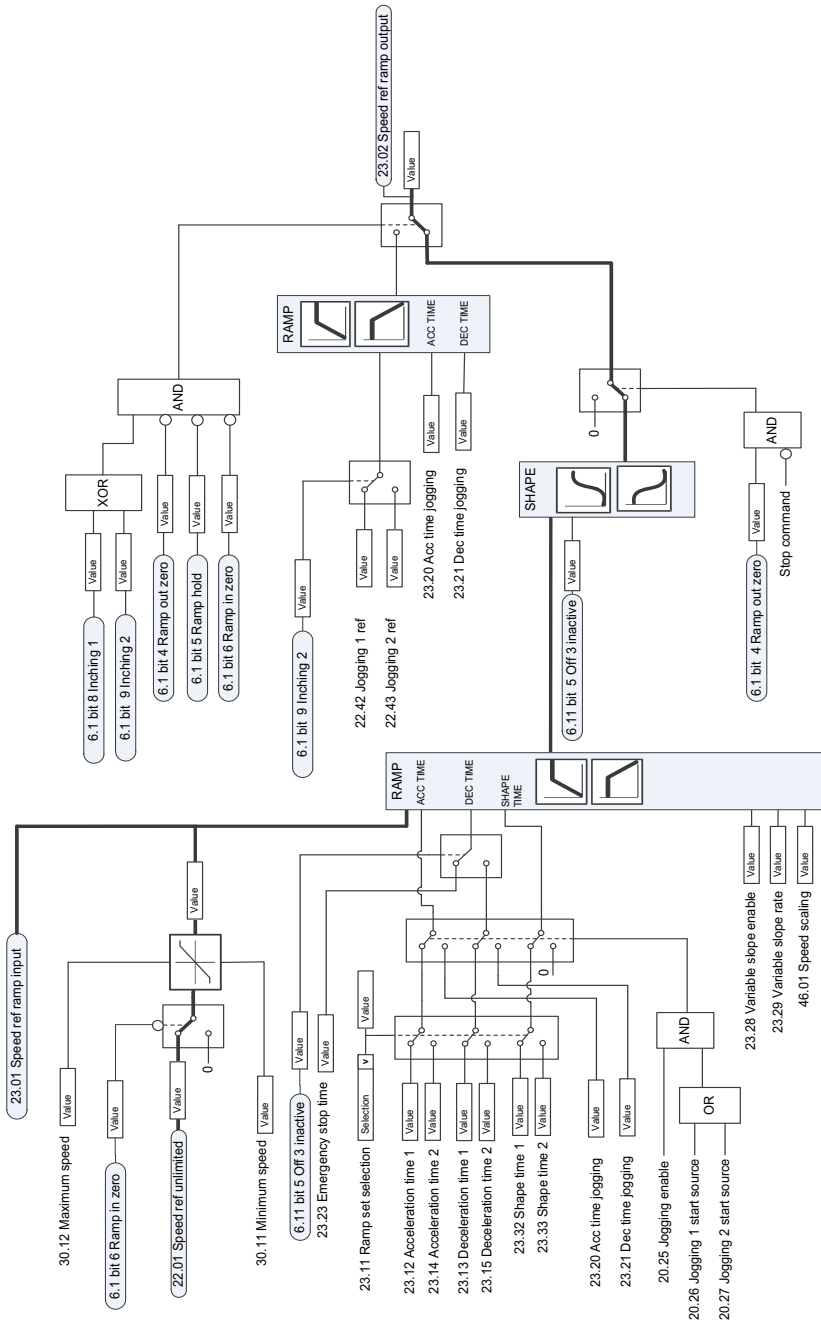 23.01 Speed ref ramp input
30.12 Maximum speed
Value
6.1 bit 6 Ramp in zero
Value
22.01 Speed ref unlimited
Value
0
Value
30.11 Minimum speed
Value
6.11 bit 5 Off 3 inactive
Value
23.23 Emergency stop time
Value
23.11 Ramp set selection
Selection
v
Value
23.12 Acceleration time 1
Value
23.14 Acceleration time 2
Value
23.13 Deceleration time 1
Value
23.15 Deceleration time 2
Value
23.32 Shape time 1
Value
23.33 Shape time 2
Value
0
23.20 Acc time jogging
Value
23.21 Dec time jogging
Value
20.25 Jogging enable
20.26 Jogging 1 start source
20.27 Jogging 2 start source
OR
AND
RAMP
ACC TIME
DEC TIME
SHAPE
TIME
23.28 Variable slope enable
Value
23.29 Variable slope rate
Value
46.01 Speed scaling
Value
6.1 bit 8 Inching 1
Value
6.1 bit 9 Inching 2
Value
XOR
6.1 bit 4 Ramp out zero
Value
6.1 bit 5 Ramp hold
Value
6.1 bit 6 Ramp in zero
Value
AND
6.1 bit 9 Inching 2
Value
22.42 Jogging 1 ref
Value
22.43 Jogging 2 ref
Value
23.20 Acc time jogging
Value
23.21 Dec time jogging
Value
RAMP
ACC TIME
DEC TIME
6.11 bit 5 Off 3 inactive
Value
SHAPE
0
6.1 bit 4 Ramp out zero
Value
Stop command
AND
Value
23.02 Speed ref ramp output